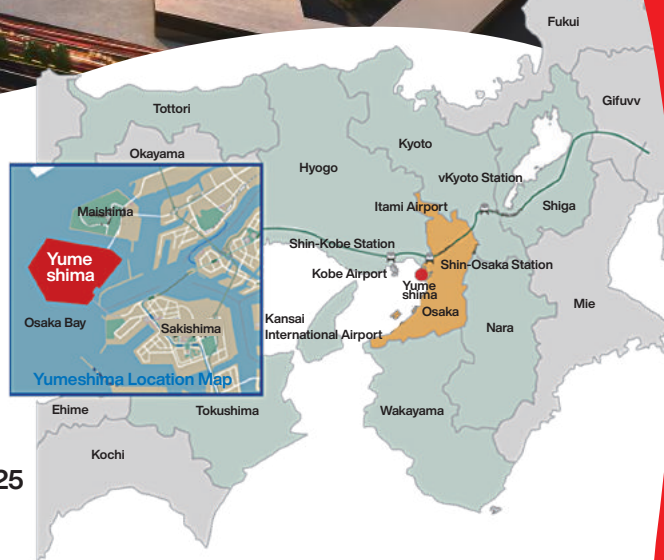 Fukui
Gifuvv
Tottori
Kyoto
Okayama
Hyogo
vKyoto Station
Itami Airport
Shiga
Maishima
Shin-Kobe Station
Yume
shima
Kobe Airport
Shin-Osaka Station
Yume
shima
Mie
Osaka
Osaka Bay
Sakishima
Kansai
International Airport
Nara
Yumeshima Location Map
Ehime
Tokushima
Wakayama
Kochi
25